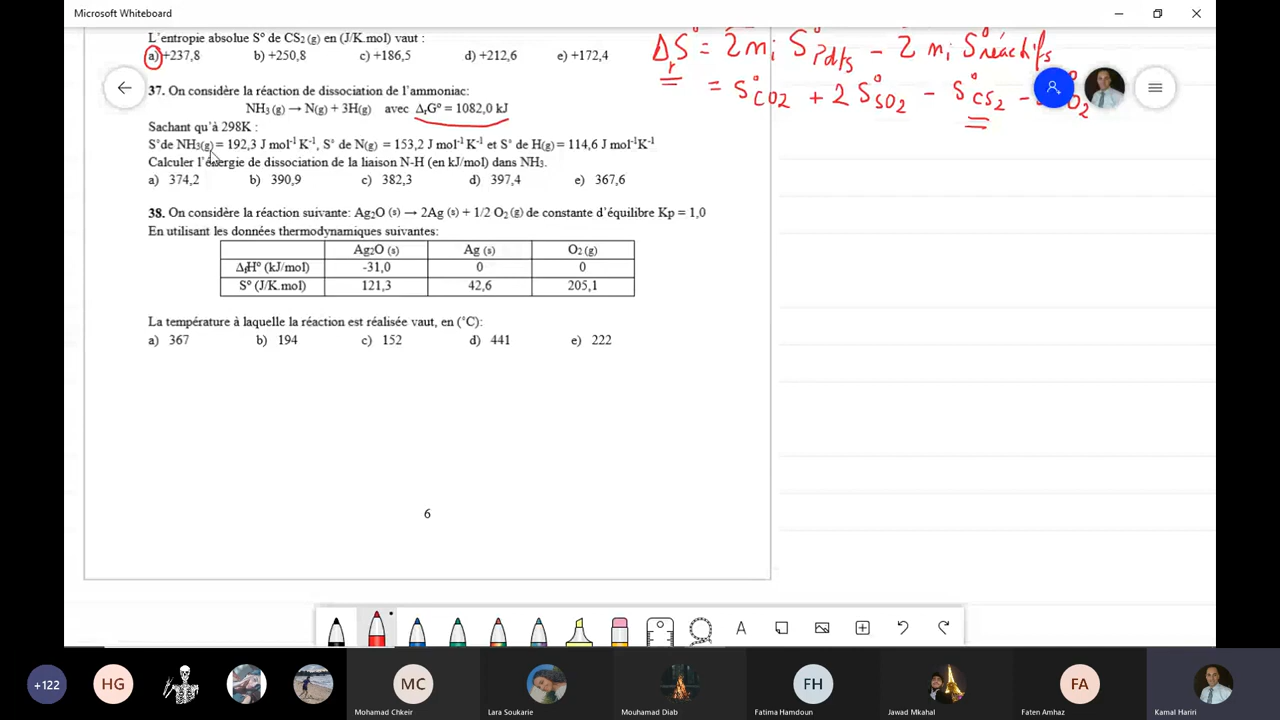 Microsoft Whiteboard
L'entropie absolue S° de CS2 (g) en (J/K.mol) vaut :
a) +237,8 b) +250,8 c) +186,5 d) +212,6 e) +172,4
ΔrS° = Σ ni S°Pdts - Σ ni S°réactifs
= S°CO2 + 2 S°SO2 - S°CS2 -
37. On considère la réaction de dissociation de l'ammoniac:
NH3 (g) → N(g) + 3H(g) avec ΔrG° = 1082,0 kJ
Sachant qu'à 298K :
S°de NH3(g)= 192,3 J mol-1 K-1, S° de N(g) = 153,2 J mol-1 K-1 et S° de H(g)= 114,6 J mol-1K-1
Calculer l'énergie de dissociation de la liaison N-H (en kJ/mol) dans NH3.
a) 374,2 b) 390,9 c) 382,3 d) 397,4 e) 367,6
38. On considère la réaction suivante: Ag2O (s) → 2Ag (s) + 1/2 O2 (g) de constante d'équilibre Kp = 1,0
En utilisant les données thermodynamiques suivantes:
Ag2O (s) Ag (s) O2 (g)
ΔfH° (kJ/mol) -31,0 0 0
S° (J/K.mol) 121,3 42,6 205,1
La température à laquelle la réaction est réalisée vaut, en (°C):
a) 367 b) 194 c) 152 d) 441 e) 222
6
A
+122 HG MC FH FA
Mohamad Chkeir Lara Soukarie Mouhamad Diab Fatima Hamdoun Jawad Mkahal Faten Amhaz Kamal Hariri